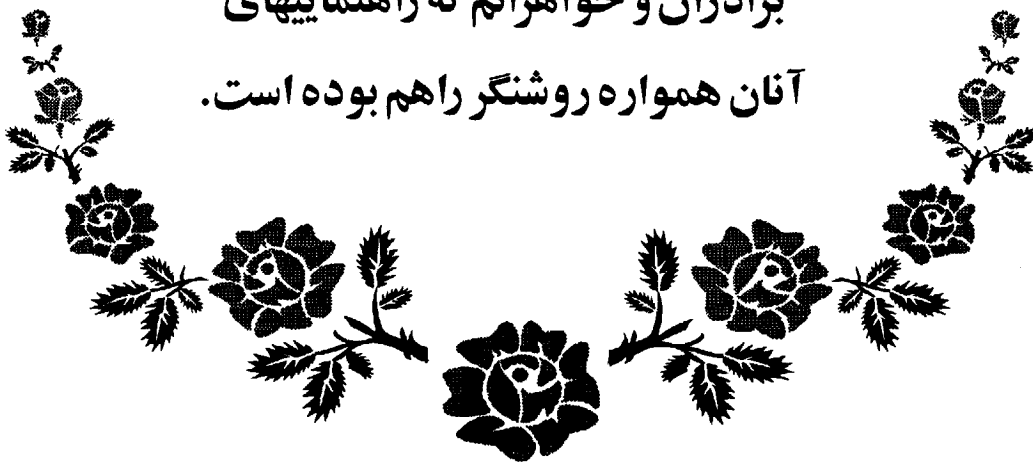 برادران و خواهرانم که راهنماییهای
آنان همواره روشنگر راهم بوده است.